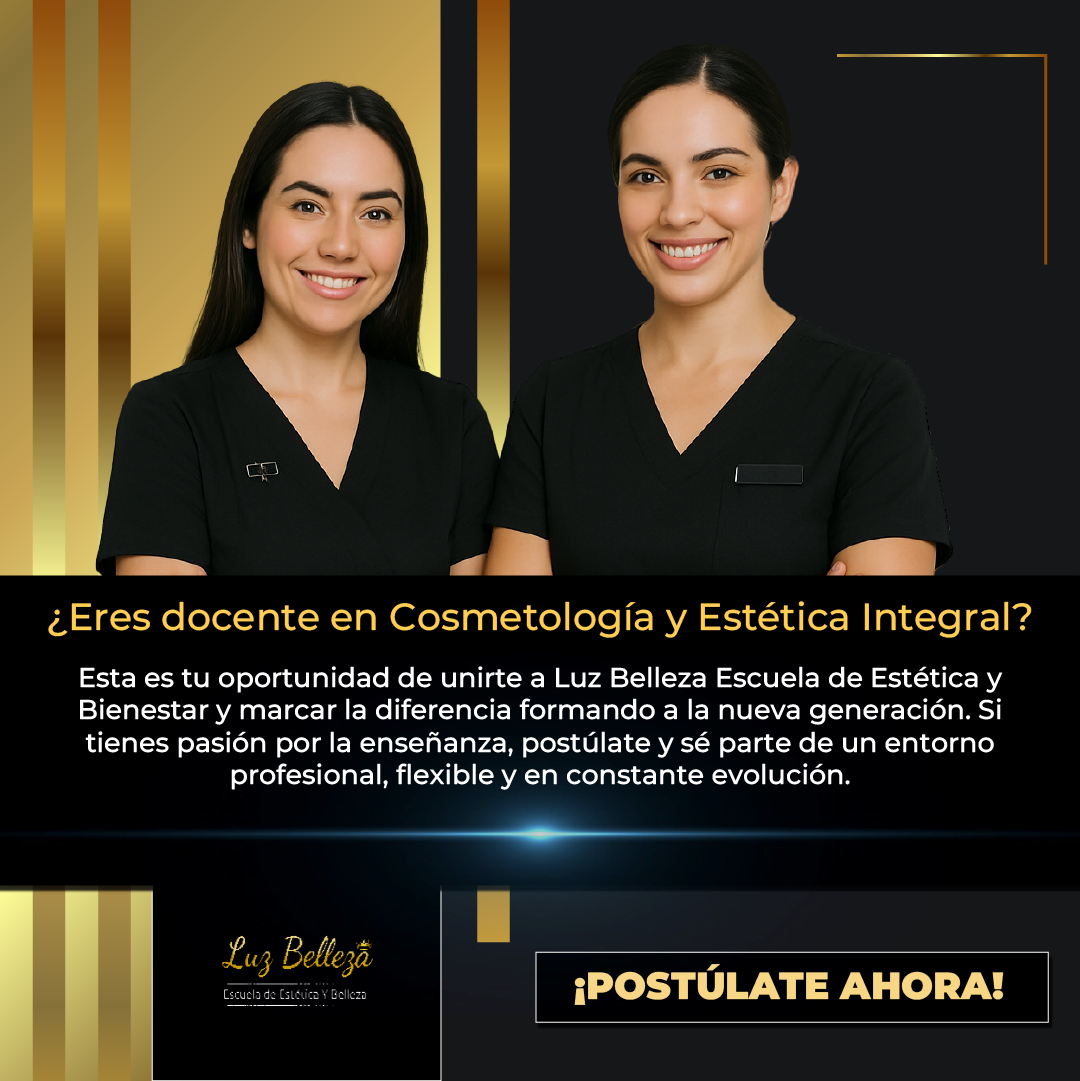 ¿Eres docente en Cosmetología y Estética Integral?
Esta es tu oportunidad de unirte a Luz Belleza Escuela de Estética y
Bienestar y marcar la diferencia formando a la nueva generación. Si
tienes pasión por la enseñanza, postúlate y sé parte de un entorno
profesional, flexible y en constante evolución.
Luz Belleza
Escuela de Estética Y Belleza
¡POSTÚLATE AHORA!